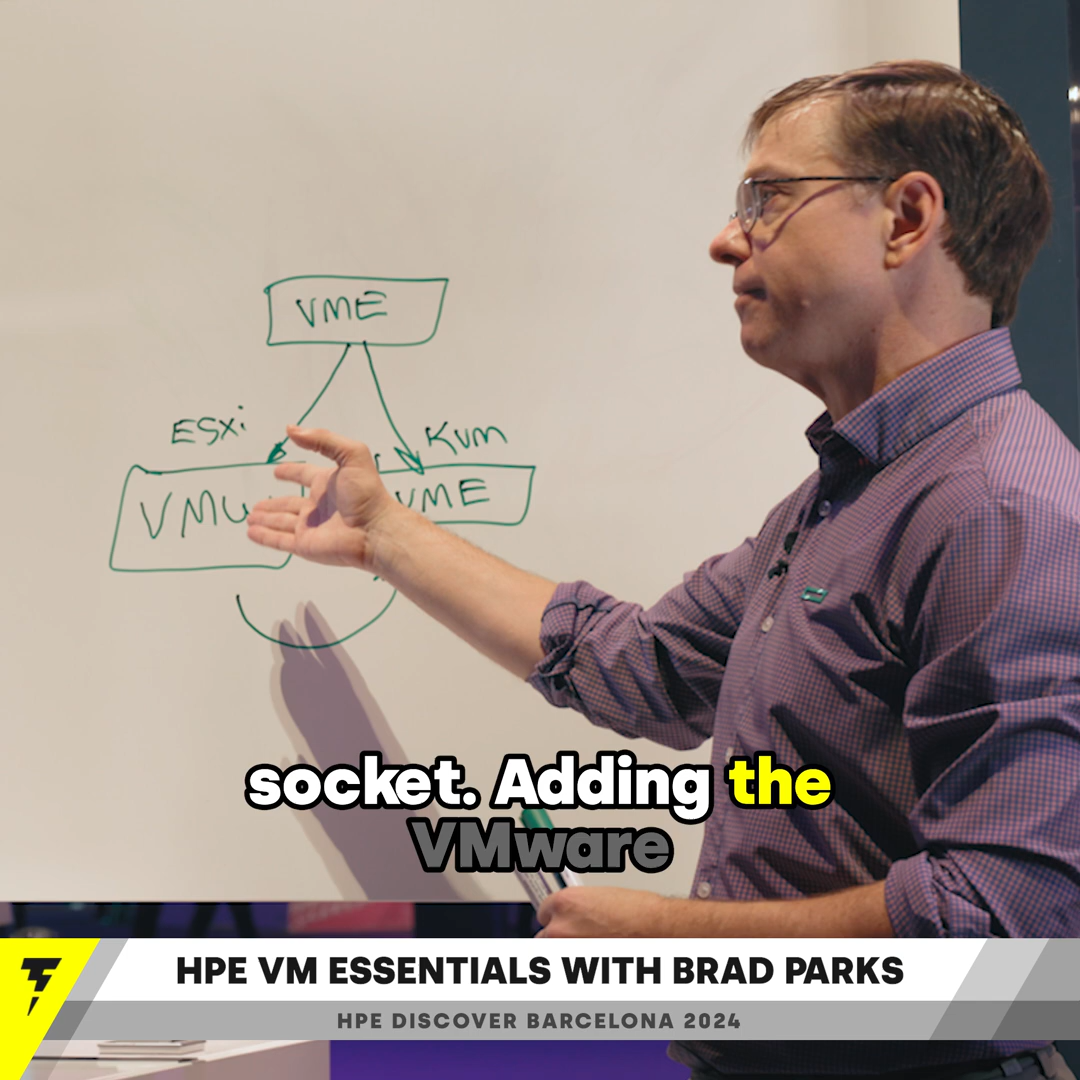 VME
ESXi
KVM
VME
socket. Adding the
VMware
HPE VM ESSENTIALS WITH BRAD PARKS
HPE DISCOVER BARCELONA 2024